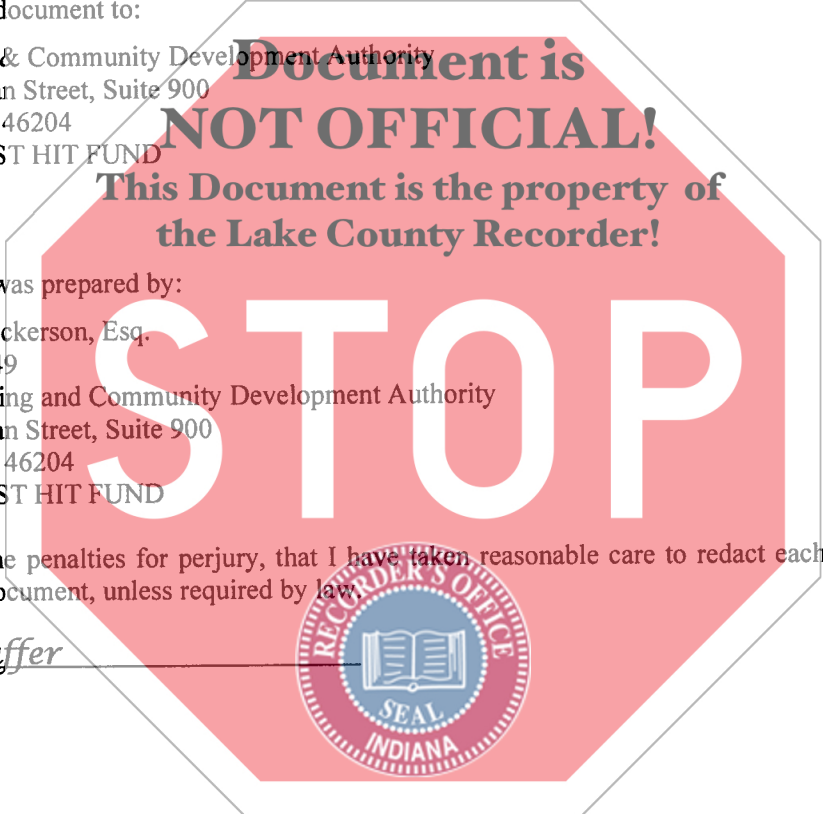 document to:
& Community Development Authority
n Street, Suite 900
46204
ST HIT FUND
Document is
NOT OFFICIAL!
This Document is the property of
the Lake County Recorder!
was prepared by:
ckerson, Esq.
49
ing and Community Development Authority
n Street, Suite 900
46204
ST HIT FUND
STOP
e penalties for perjury, that I have taken reasonable care to redact each
ocument, unless required by law.
ffer
RECORDER'S OFFICE
SEAL
INDIANA